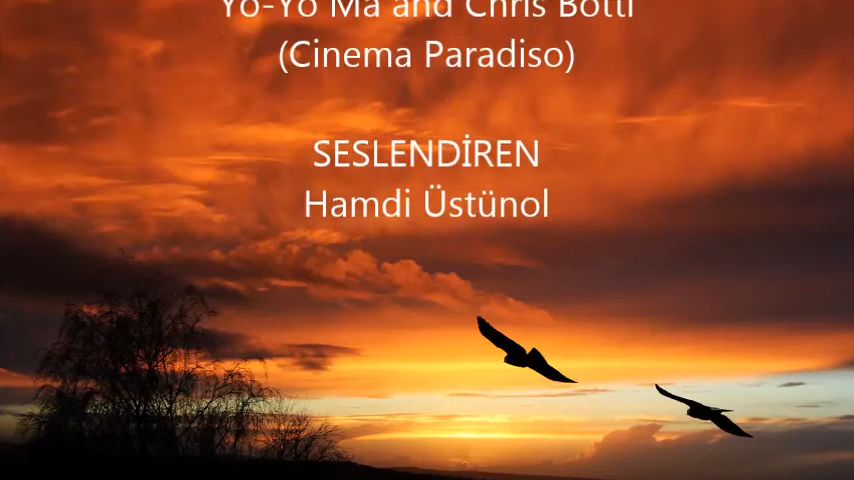 Yo-Yo Ma and Chris Botti
(Cinema Paradiso)
SESLENDİREN
Hamdi Üstünol